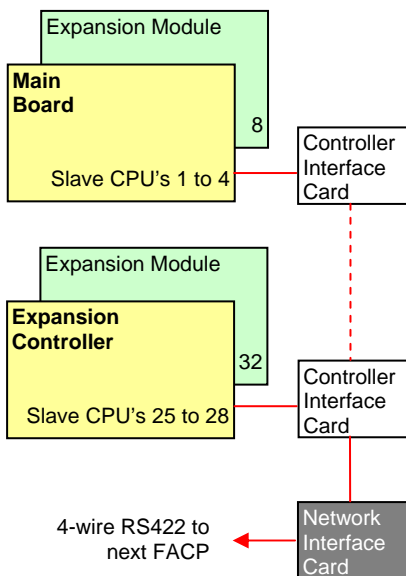 Expansion Module
Main
Board
8
Slave CPU's 1 to 4
Controller
Interface
Card
Expansion Module
Expansion
Controller
32
Slave CPU's 25 to 28
Controller
Interface
Card
4-wire RS422 to
next FACP
Network
Interface
Card